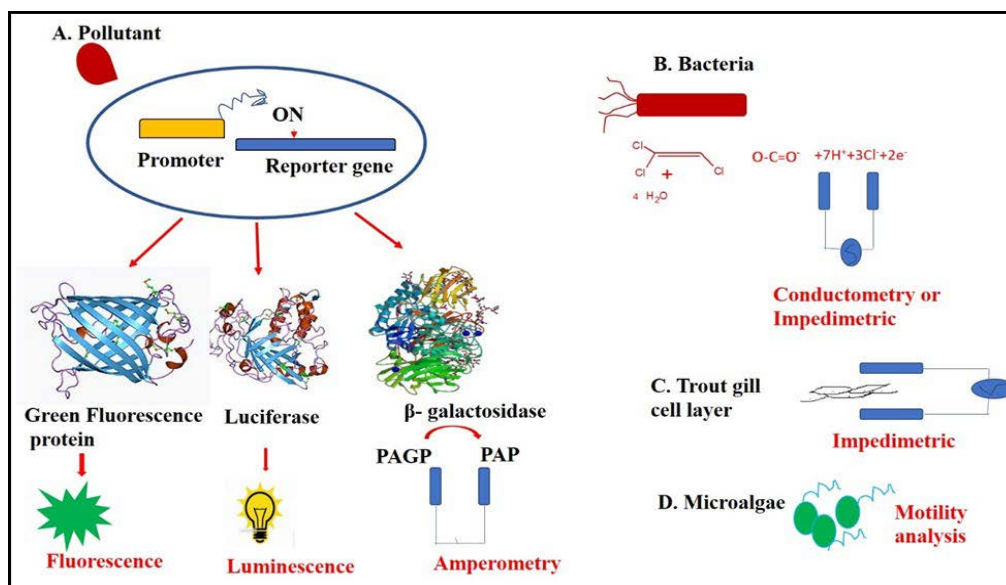 A. Pollutant
ON
Promoter
Reporter gene
Green Fluorescence
protein
Luciferase
β- galactosidase
PAGP
PAP
Fluorescence
Luminescence
Amperometry
B. Bacteria
Cl
Cl
Cl
+
4 H₂O
O-C=O⁻ +7H⁺+3Cl⁻+2e⁻
Conductometry or
Impedimetric
C. Trout gill
cell layer
Impedimetric
D. Microalgae
Motility
analysis